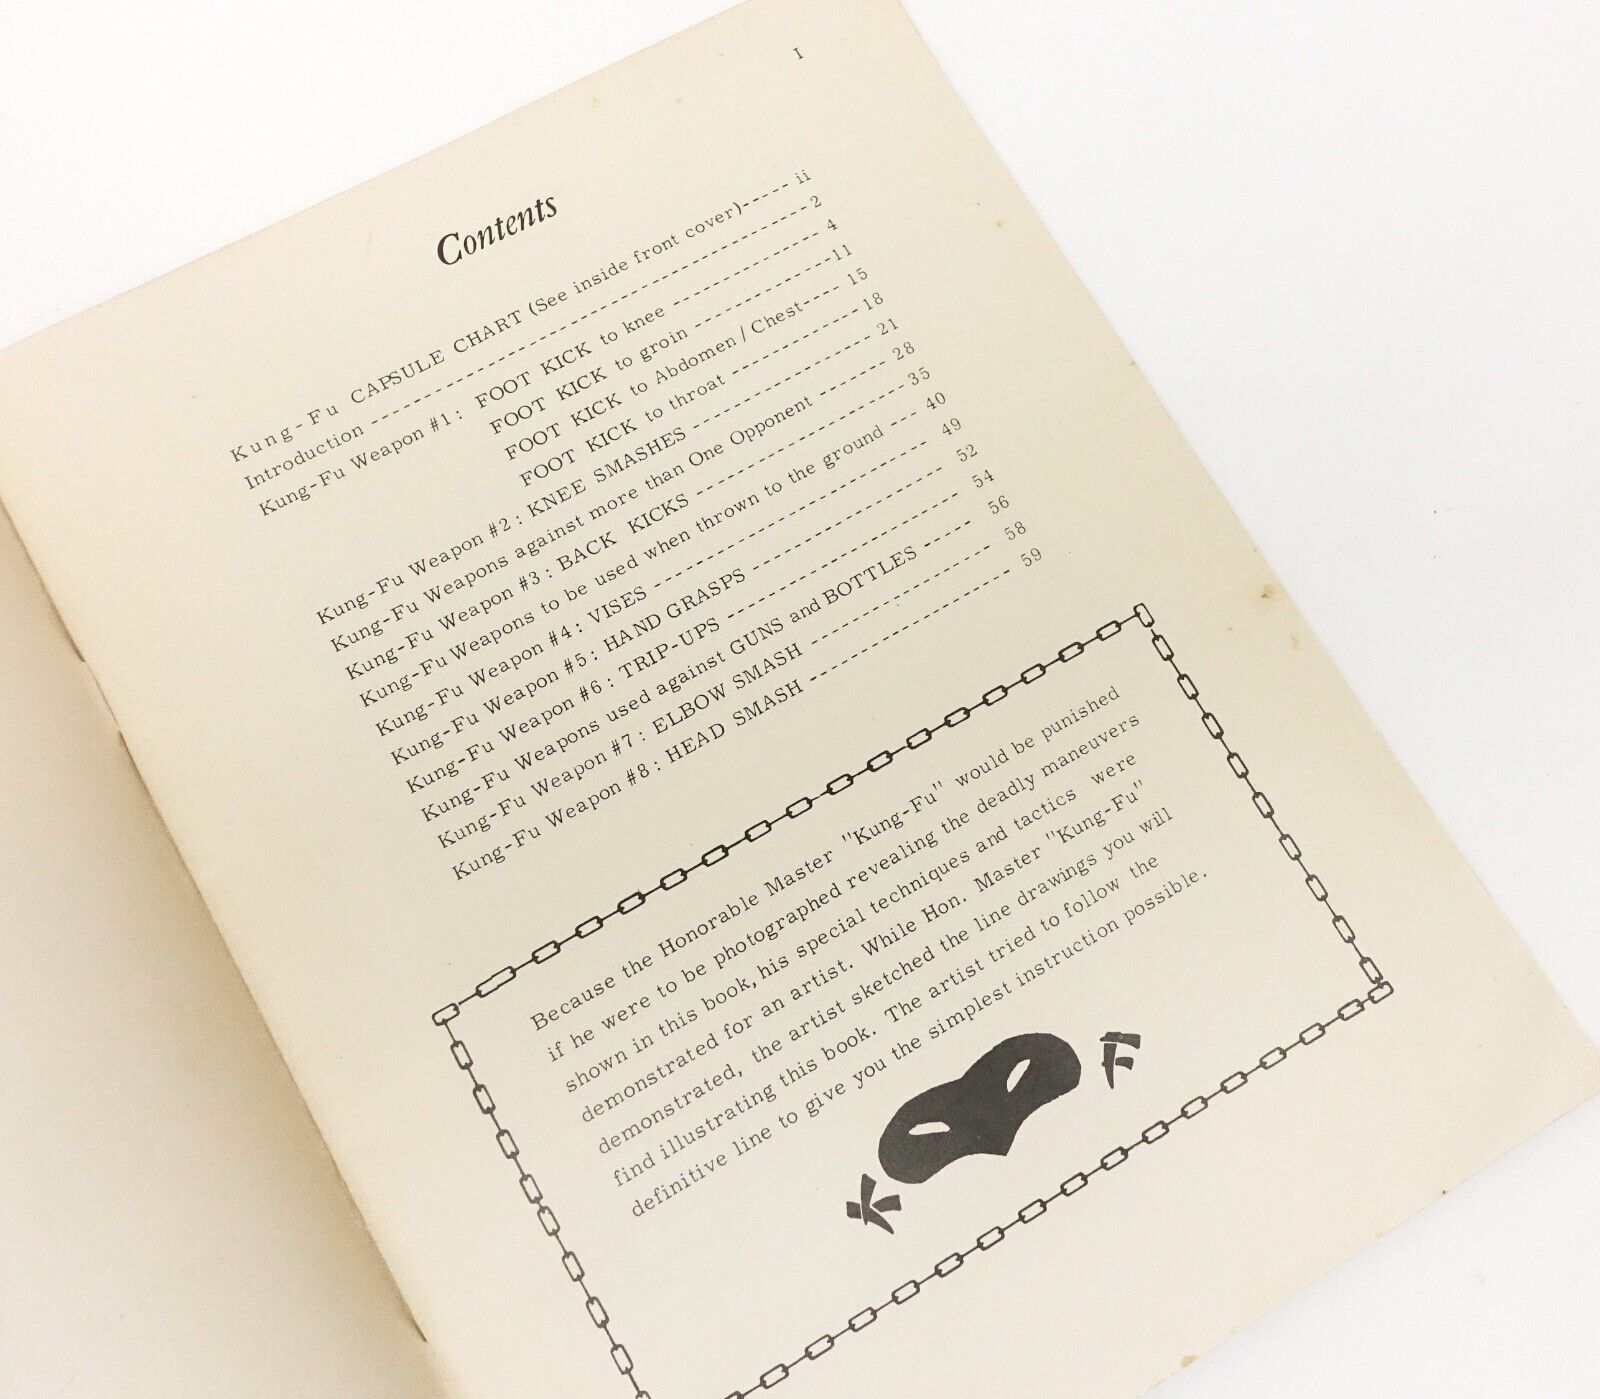 I
Contents
Kung-Fu CAPSULE CHART (See inside front cover)----- ii
Introduction ---------------------------------------- 2
Kung-Fu Weapon #1: FOOT KICK to knee -------------- 4
FOOT KICK to groin --------------11
FOOT KICK to Abdomen/Chest---- 15
FOOT KICK to throat ------------18
Kung-Fu Weapon #2: KNEE SMASHES ----------------- 21
Kung-Fu Weapons against more than One Opponent -------- 28
Kung-Fu Weapon #3: BACK KICKS ------------------- 35
Kung-Fu Weapons to be used when thrown to the ground --- 40
Kung-Fu Weapon #4: VISES ------------------------- 49
Kung-Fu Weapon #5: HAND GRASPS ------------------ 52
Kung-Fu Weapon #6: TRIP-UPS --------------------- 54
Kung-Fu Weapons used against GUNS and BOTTLES ----- 56
Kung-Fu Weapon #7: ELBOW SMASH ---------------- 58
Kung-Fu Weapon #8: HEAD SMASH ------------------ 59
Because the Honorable Master "Kung-Fu" would be punished
if he were to be photographed revealing the deadly maneuvers
shown in this book, his special techniques and tactics were
demonstrated for an artist. While Hon. Master "Kung-Fu"
demonstrated, the artist sketched the line drawings you will
find illustrating this book. The artist tried to follow the
definitive line to give you the simplest instruction possible.
K F